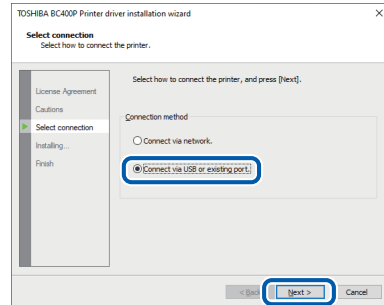 TOSHIBA BC400P Printer driver installation wizard
Select connection
Select how to connect the printer.
License Agreement
Cautions
Select connection
Installing...
Finish
Select how to connect the printer, and press [Next].
Connection method
Connect via network.
Connect via USB or existing port.
< Back
Next >
Cancel